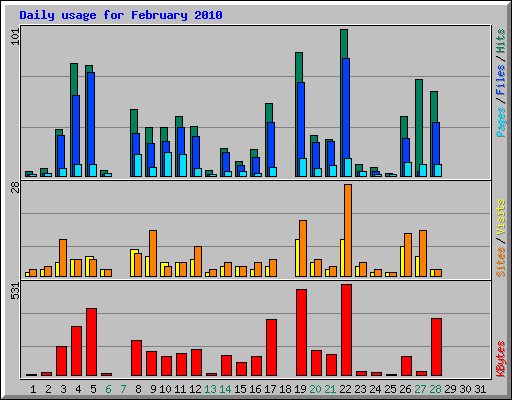 Daily usage for February 2010
101
Pages / Files / Hits
28
Sites / Visits
531
KBytes
1 2 3 4 5 6 7 8 9 10 11 12 13 14 15 16 17 18 19 20 21 22 23 24 25 26 27 28 29 30 31